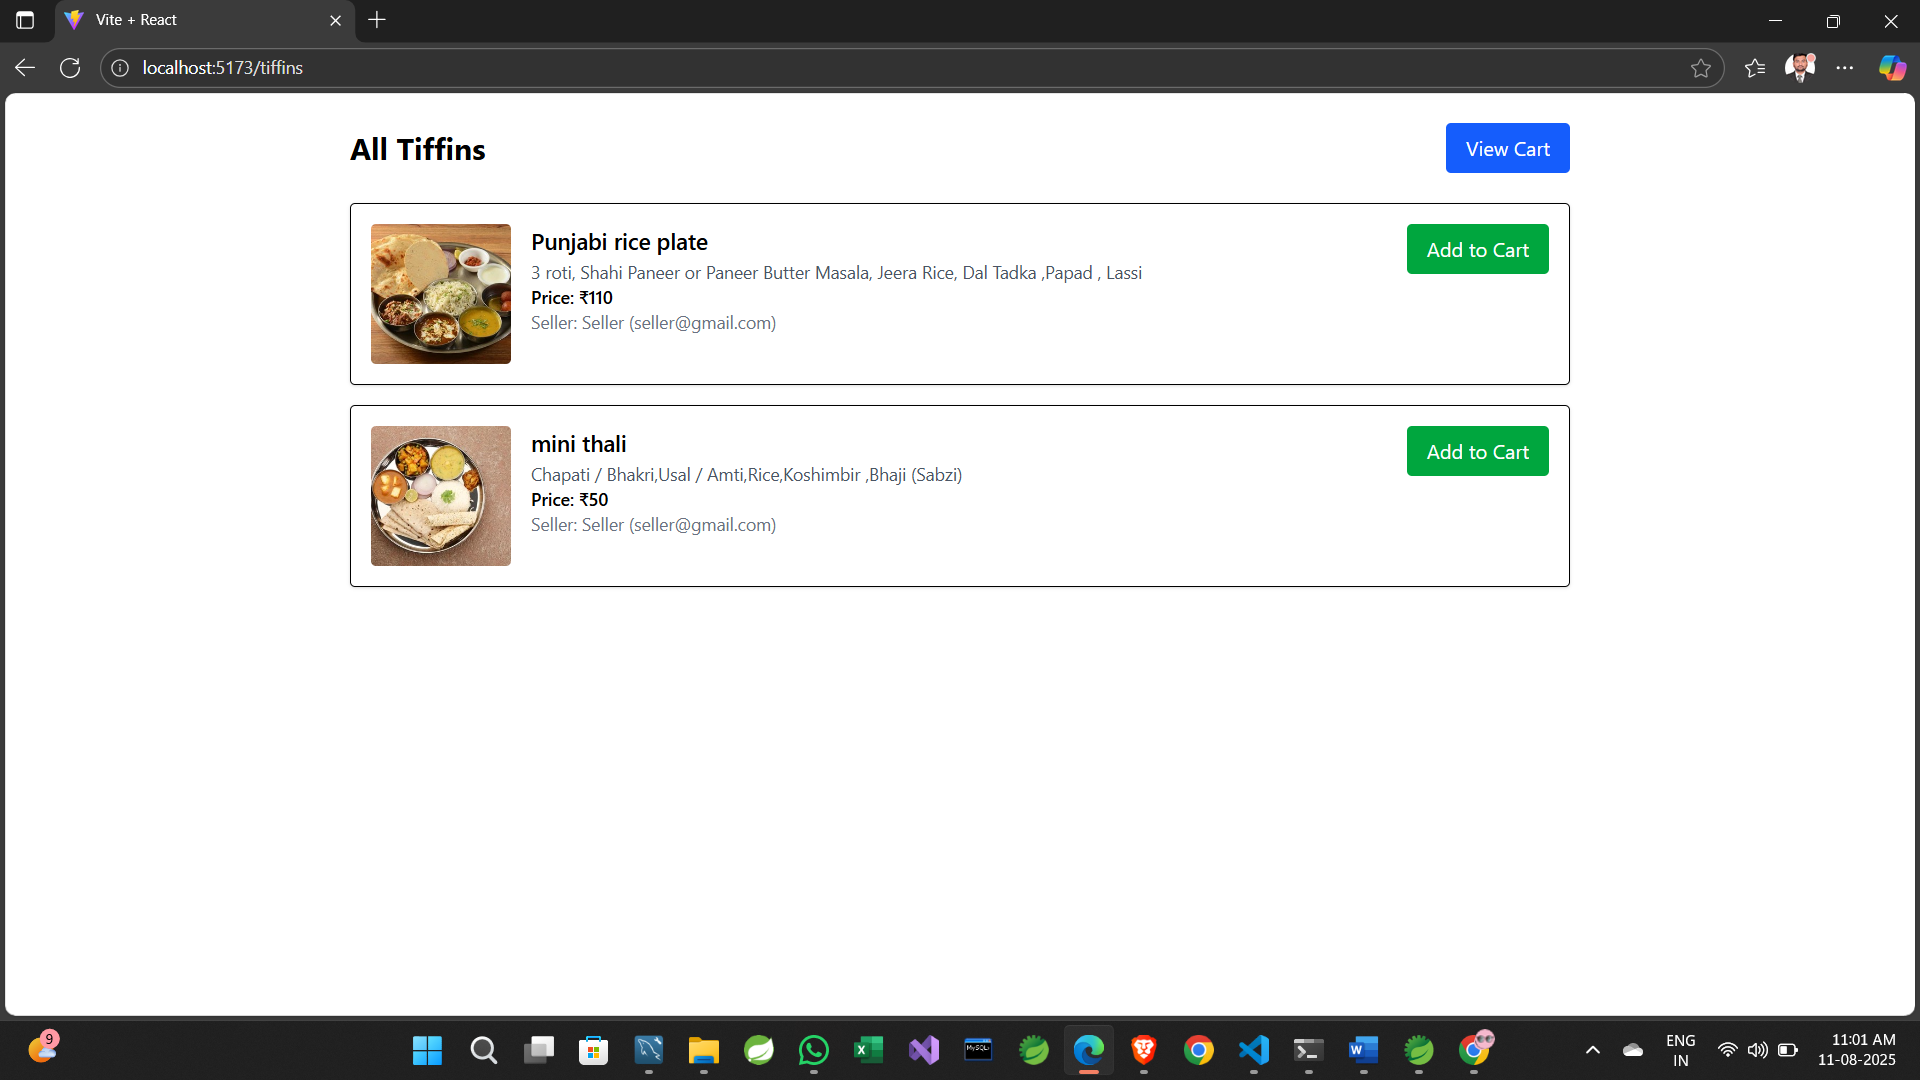 Vite + React
localhost:5173/tiffins
All Tiffins
View Cart
Punjabi rice plate
Add to Cart
3 roti, Shahi Paneer or Paneer Butter Masala, Jeera Rice, Dal Tadka ,Papad , Lassi
Price: ₹110
Seller: Seller (seller@gmail.com)
mini thali
Add to Cart
Chapati / Bhakri,Usal / Amti,Rice,Koshimbir ,Bhaji (Sabzi)
Price: ₹50
Seller: Seller (seller@gmail.com)
9
MySQL
ENG
IN
11:01 AM
11-08-2025